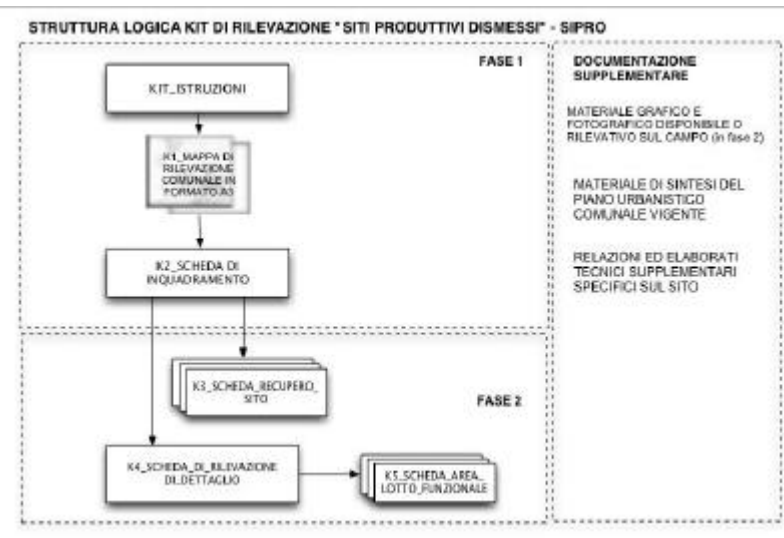 STRUTTURA LOGICA KIT DI RILEVAZIONE " SITI PRODUTTIVI DISMESSI" - SIPRO
FASE 1
KIT_ISTRUZIONI
K1_MAPPA DI
RILEVAZIONE
COMUNALE IN
FORMATO A3
K2_SCHEDA DI
INQUADRAMENTO
K3_SCHEDA_RECUPERO_
SITO
FASE 2
K4_SCHEDA_DI_RILEVAZIONE
DI_DETTAGLIO
K5_SCHEDA_AREA_
LOTTO_FUNZIONALE
DOCUMENTAZIONE
SUPPLEMENTARE
MATERIALE GRAFICO E
FOTOGRAFICO DISPONIBILE O
RILEVATIVO SUL CAMPO (in fase 2)
MATERIALE DI SINTESI DEL
PIANO URBANISTICO
COMUNALE VIGENTE
RELAZIONI ED ELABORATI
TECNICI SUPPLEMENTARI
SPECIFICI SUL SITO